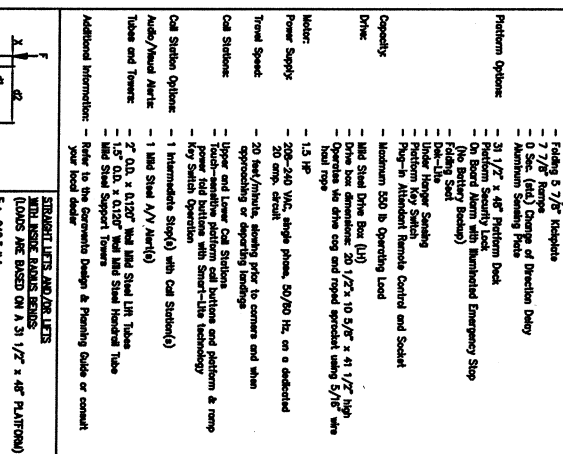 - Folding 5 7/8" Kickplate
- 7 7/8" Ramps
- 0 Sec. (std.) Change of Direction Delay
- Aluminum Sensing Plate
Platform Options: - 31 1/2" x 48" Platform Deck
- Platform Security Lock
- On Board Alarm with Illuminated Emergency Stop
(No Battery Backup)
- Folding Seat
- Dek-Lite
- Under Hanger Sensing
- Platform Key Switch
- Plug-in Attendant Remote Control and Socket
Capacity: - Maximum 550 lb Operating Load
Drive: - Mild Steel Drive Box (LH)
- Drive box dimensions: 20 1/2" x 10 5/8" x 41 1/2" high
- Operates via drive cog and roped sprocket using 5/16" wire
haul rope
Motor: - 1.5 HP
Power Supply: - 208-240 VAC, single phase, 50/60 Hz, on a dedicated
20 amp. circuit
Travel Speed: - 20 feet/minute, slowing prior to corners and when
approaching or departing landings
Call Stations: - Upper and Lower Call Stations
- Touch-sensitive platform call buttons and platform & ramp
power fold buttons with Smart-Lite technology
- Key Switch Operation
Call Station Options: - 1 Intermediate Stop(s) with Call Station(s)
Audio/Visual Alerts: - 1 Mild Steel A/V Alert(s)
Tubes and Towers: - 2" O.D. x 0.120" Wall Mild Steel Lift Tubes
- 1.5" O.D. x 0.120" Wall Mild Steel Handrail Tube
- Mild Steel Support Towers
Additional Information: - Refer to the Garaventa Design & Planning Guide or consult
your local dealer
STRAIGHT LIFTS AND/OR LIFTS
WITH INSIDE RADIUS BENDS:
(LOADS ARE BASED ON A 31 1/2" x 48" PLATFORM)
X
F
d2